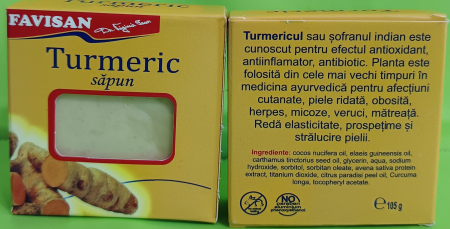 FAVISAN
Turmeric
săpun
Turmericul sau șofranul indian este
cunoscut pentru efectul antioxidant,
antiinflamator, antibiotic. Planta este
folosită din cele mai vechi timpuri în
medicina ayurvedică pentru afecțiuni
cutanate, piele ridată, obosită,
herpes, micoze, veruci, mătreață.
Redă elasticitate, prospețime și
strălucire pielii.
Ingredients: cocos nucifera oil, elaeis guineensis oil,
carthamus tinctorius seed oil, glycerin, aqua, sodium
hydroxide, sorbitol, sorbitan oleate, avena sativa protein
extract, titanium dioxide, citrus paradisi peel oil, Curcuma
longa, tocopheryl acetate.
NO
e 105 g